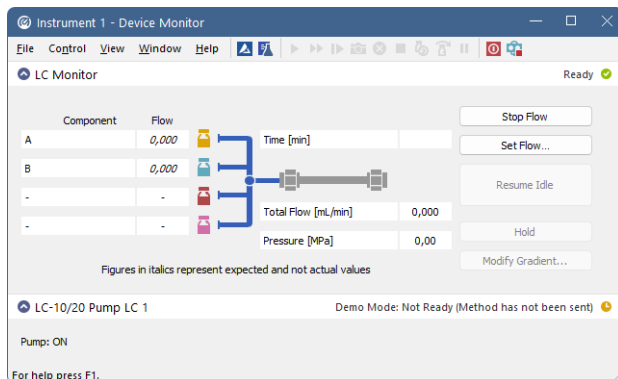 Instrument 1 - Device Monitor
File Control View Window Help
LC Monitor Ready
Component Flow
A 0,000 Time [min]
B 0,000
- -
Total Flow [mL/min] 0,000
- -
Pressure [MPa] 0,00
Figures in italics represent expected and not actual values
Stop Flow
Set Flow...
Resume Idle
Hold
Modify Gradient...
LC-10/20 Pump LC 1 Demo Mode: Not Ready (Method has not been sent)
Pump: ON
For help press F1.